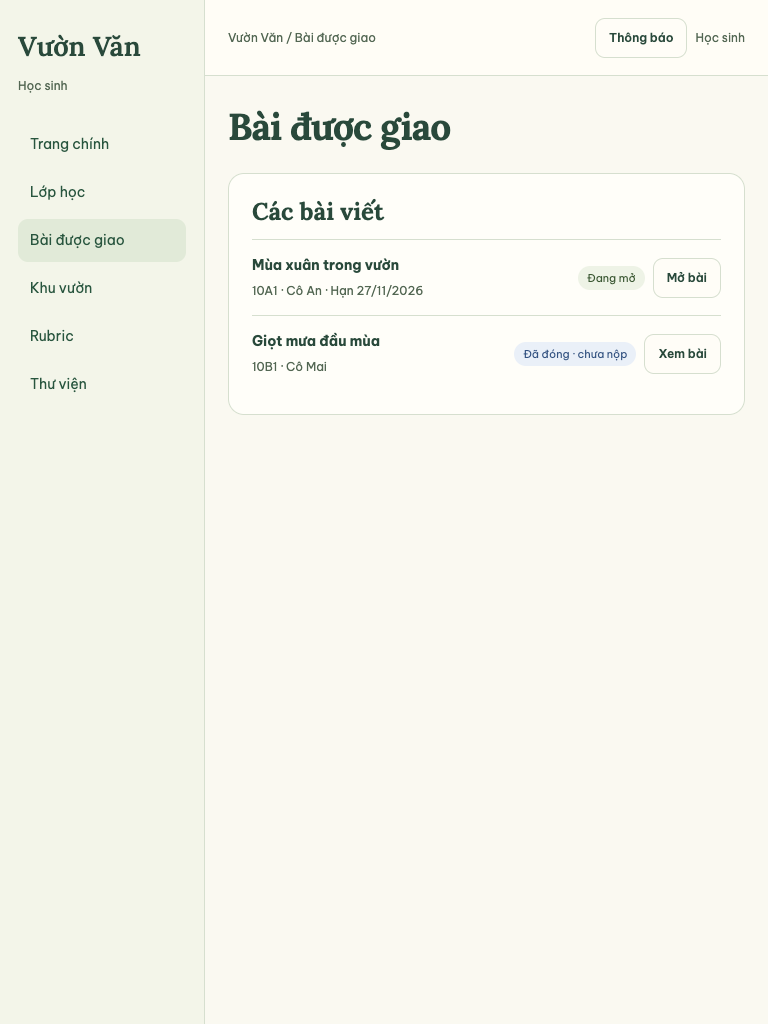 Vườn Văn
Học sinh
Trang chính
Lớp học
Bài được giao
Khu vườn
Rubric
Thư viện
Vườn Văn / Bài được giao
Thông báo
Học sinh
Bài được giao
Các bài viết
Mùa xuân trong vườn
10A1 · Cô An · Hạn 27/11/2026
Đang mở
Mở bài
Giọt mưa đầu mùa
10B1 · Cô Mai
Đã đóng · chưa nộp
Xem bài